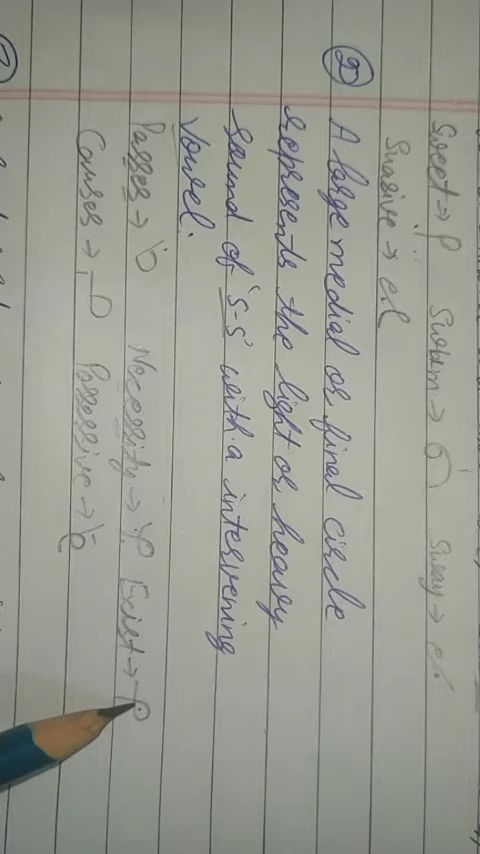 Sweet → Swarm → Sway →
Suasive →
② A large medial or final circle
represents the light or heavy
sound of 'S-S' with a intervening
Vowel.
Passes → Necessity → Exist →
Causes → Possessive →